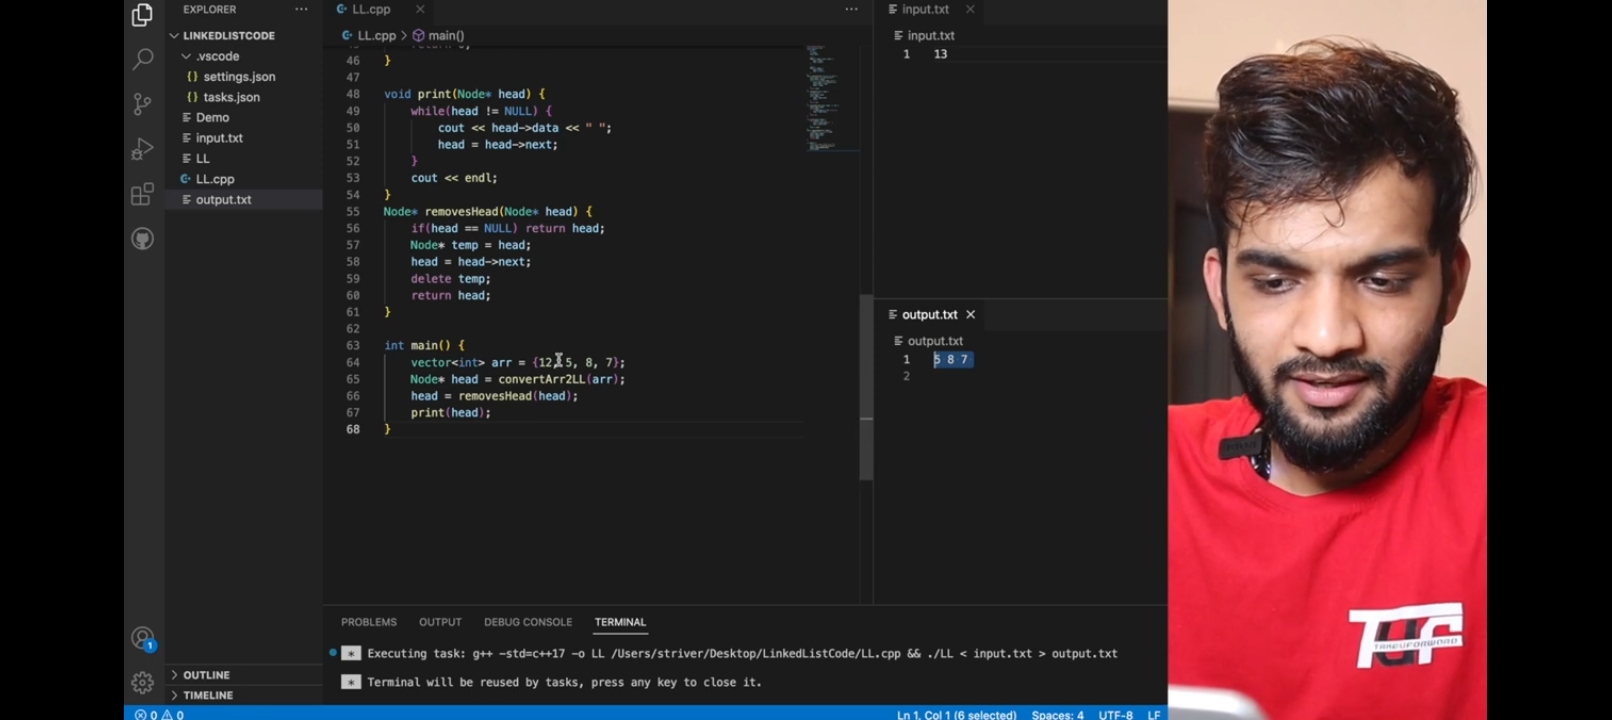 EXPLORER ...
LINKEDLISTCODE
.vscode
{} settings.json
{} tasks.json
Demo
input.txt
LL
LL.cpp
output.txt
OUTLINE
TIMELINE
1
LL.cpp ...
LL.cpp > main()
46 }
47
48 void print(Node* head) {
49 while(head != NULL) {
50 cout << head->data << " ";
51 head = head->next;
52 }
53 cout << endl;
54 }
55 Node* removesHead(Node* head) {
56 if(head == NULL) return head;
57 Node* temp = head;
58 head = head->next;
59 delete temp;
60 return head;
61 }
62
63 int main() {
64 vector<int> arr = {12, 5, 8, 7};
65 Node* head = convertArr2LL(arr);
66 head = removesHead(head);
67 print(head);
68 }
input.txt
input.txt
1 13
output.txt
output.txt
1 5 8 7
2
PROBLEMS OUTPUT DEBUG CONSOLE TERMINAL
* Executing task: g++ -std=c++17 -o LL /Users/striver/Desktop/LinkedListCode/LL.cpp && ./LL < input.txt > output.txt
* Terminal will be reused by tasks, press any key to close it.
0 0 Ln 1, Col 1 (6 selected) Spaces: 4 UTF-8 LF
TUF
TAKEUFORWARD